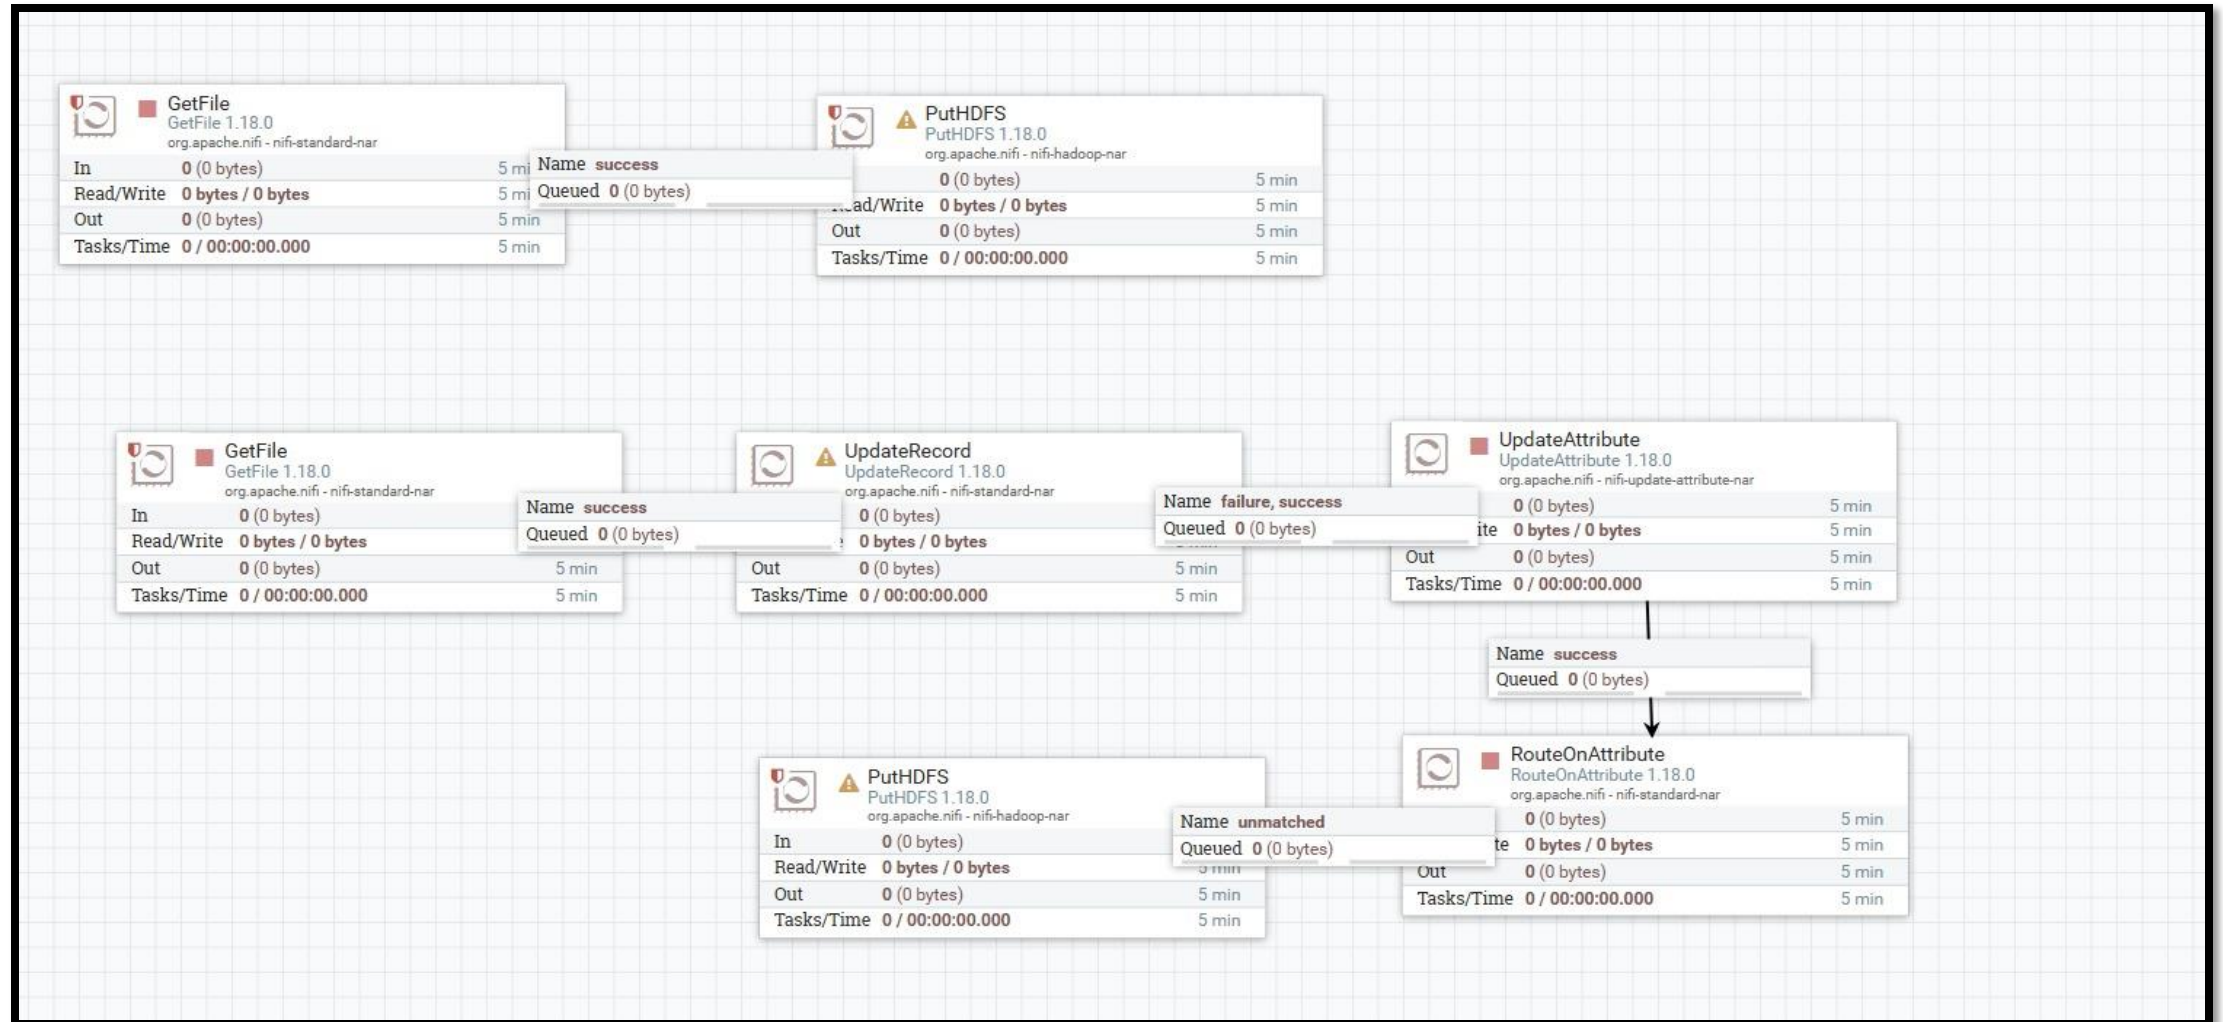 GetFile
GetFile 1.18.0
org.apache.nifi - nifi-standard-nar
In 0 (0 bytes) 5
Read/Write 0 bytes / 0 bytes 5
Out 0 (0 bytes) 5 min
Tasks/Time 0 / 00:00:00.000 5 min
Name success
Queued 0 (0 bytes)
PutHDFS
PutHDFS 1.18.0
org.apache.nifi - nifi-hadoop-nar
0 (0 bytes) 5 min
ad/Write 0 bytes / 0 bytes 5 min
Out 0 (0 bytes) 5 min
Tasks/Time 0 / 00:00:00.000 5 min
GetFile
GetFile 1.18.0
org.apache.nifi - nifi-standard-nar
In 0 (0 bytes)
Read/Write 0 bytes / 0 bytes
Out 0 (0 bytes) 5 min
Tasks/Time 0 / 00:00:00.000 5 min
Name success
Queued 0 (0 bytes)
UpdateRecord
UpdateRecord 1.18.0
org.apache.nifi - nifi-standard-nar
0 (0 bytes)
0 bytes / 0 bytes
Out 0 (0 bytes) 5 min
Tasks/Time 0 / 00:00:00.000 5 min
Name failure, success
Queued 0 (0 bytes)
UpdateAttribute
UpdateAttribute 1.18.0
org.apache.nifi - nifi-update-attribute-nar
0 (0 bytes) 5 min
ite 0 bytes / 0 bytes 5 min
Out 0 (0 bytes) 5 min
Tasks/Time 0 / 00:00:00.000 5 min
Name success
Queued 0 (0 bytes)
PutHDFS
PutHDFS 1.18.0
org.apache.nifi - nifi-hadoop-nar
In 0 (0 bytes)
Read/Write 0 bytes / 0 bytes 5 min
Out 0 (0 bytes) 5 min
Tasks/Time 0 / 00:00:00.000 5 min
Name unmatched
Queued 0 (0 bytes)
RouteOnAttribute
RouteOnAttribute 1.18.0
org.apache.nifi - nifi-standard-nar
0 (0 bytes) 5 min
te 0 bytes / 0 bytes 5 min
Out 0 (0 bytes) 5 min
Tasks/Time 0 / 00:00:00.000 5 min